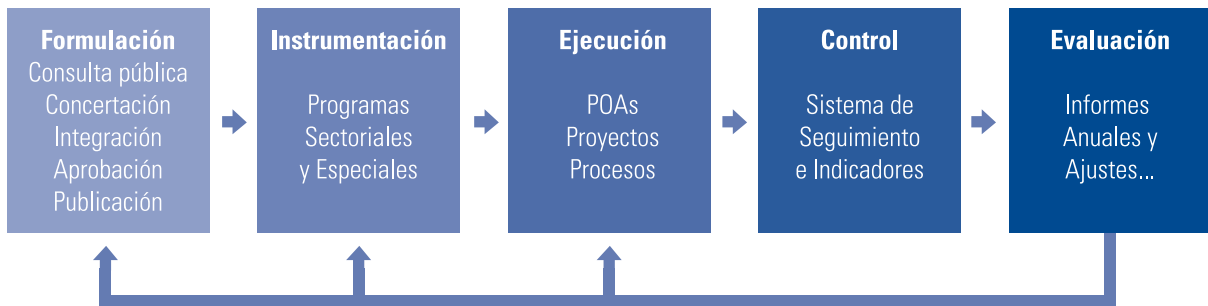 Formulación
Consulta pública
Concertación
Integración
Aprobación
Publicación
Instrumentación
Programas
Sectoriales
y Especiales
Ejecución
POAs
Proyectos
Procesos
Control
Sistema de
Seguimiento
e Indicadores
Evaluación
Informes
Anuales y
Ajustes...